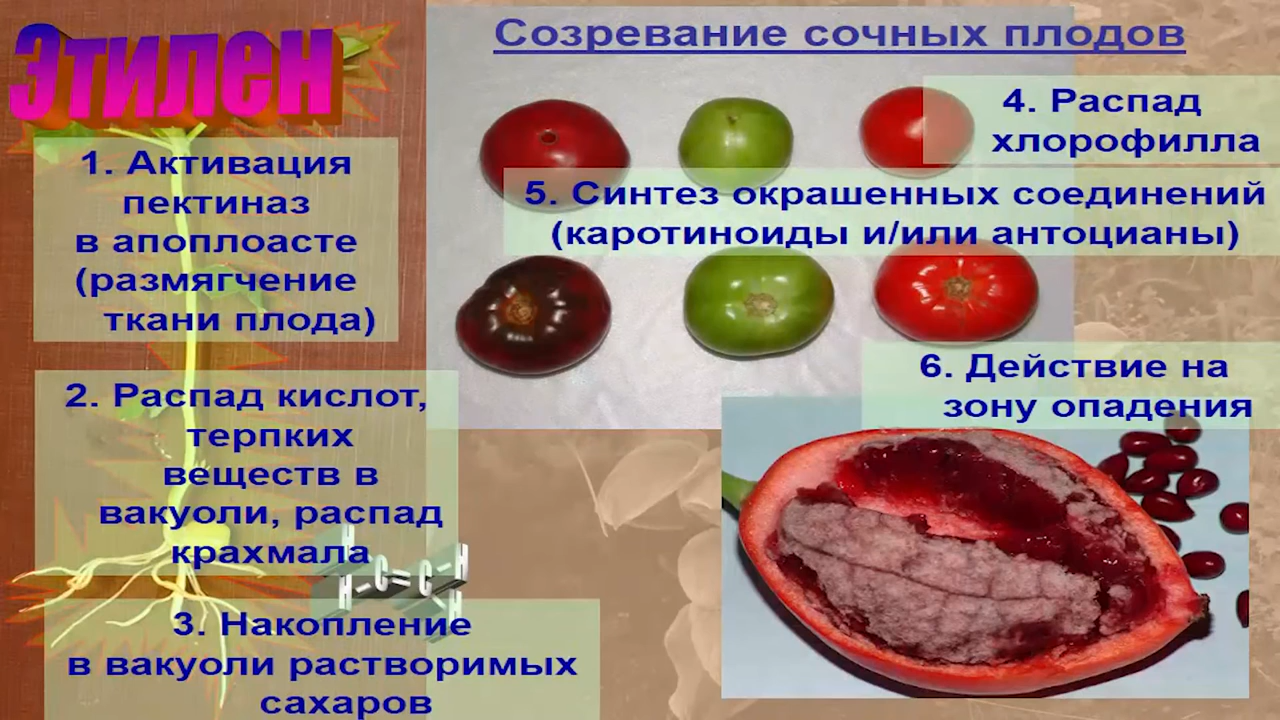 Этилен
Созревание сочных плодов
1. Активация
пектиназ
в апоплоасте
(размягчение
ткани плода)
2. Распад кислот,
терпких
веществ в
вакуоли, распад
крахмала
H H
C=C
H H
3. Накопление
в вакуоли растворимых
сахаров
4. Распад
хлорофилла
5. Синтез окрашенных соединений
(каротиноиды и/или антоцианы)
6. Действие на
зону опадения